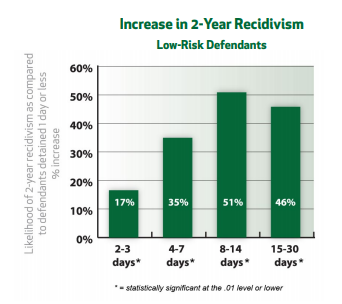 Increase in 2-Year Recidivism
Low-Risk Defendants
Likelihood of 2-year recidivism as compared
to defendants detained 1 day or less
% increase
60%
50%
40%
30%
20%
10%
0%
17%
35%
51%
46%
2-3
days*
4-7
days*
8-14
days*
15-30
days*
* = statistically significant at the .01 level or lower